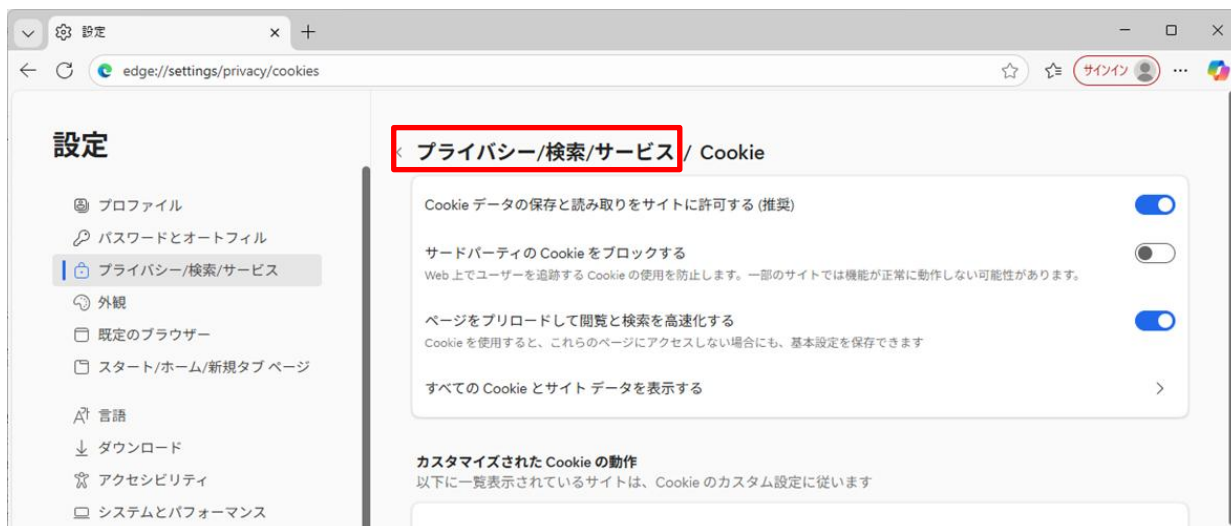 設定
edge://settings/privacy/cookies
サインイン
設定
プロファイル
パスワードとオートフィル
プライバシー/検索/サービス
外観
既定のブラウザー
スタート/ホーム/新規タブ ページ
言語
ダウンロード
アクセシビリティ
システムとパフォーマンス
プライバシー/検索/サービス / Cookie
Cookie データの保存と読み取りをサイトに許可する (推奨)
サードパーティの Cookie をブロックする
Web 上でユーザーを追跡する Cookie の使用を防止します。一部のサイトでは機能が正常に動作しない可能性があります。
ページをプリロードして閲覧と検索を高速化する
Cookie を使用すると、これらのページにアクセスしない場合にも、基本設定を保存できます
すべての Cookie とサイト データを表示する
カスタマイズされた Cookie の動作
以下に一覧表示されているサイトは、Cookie のカスタム設定に従います